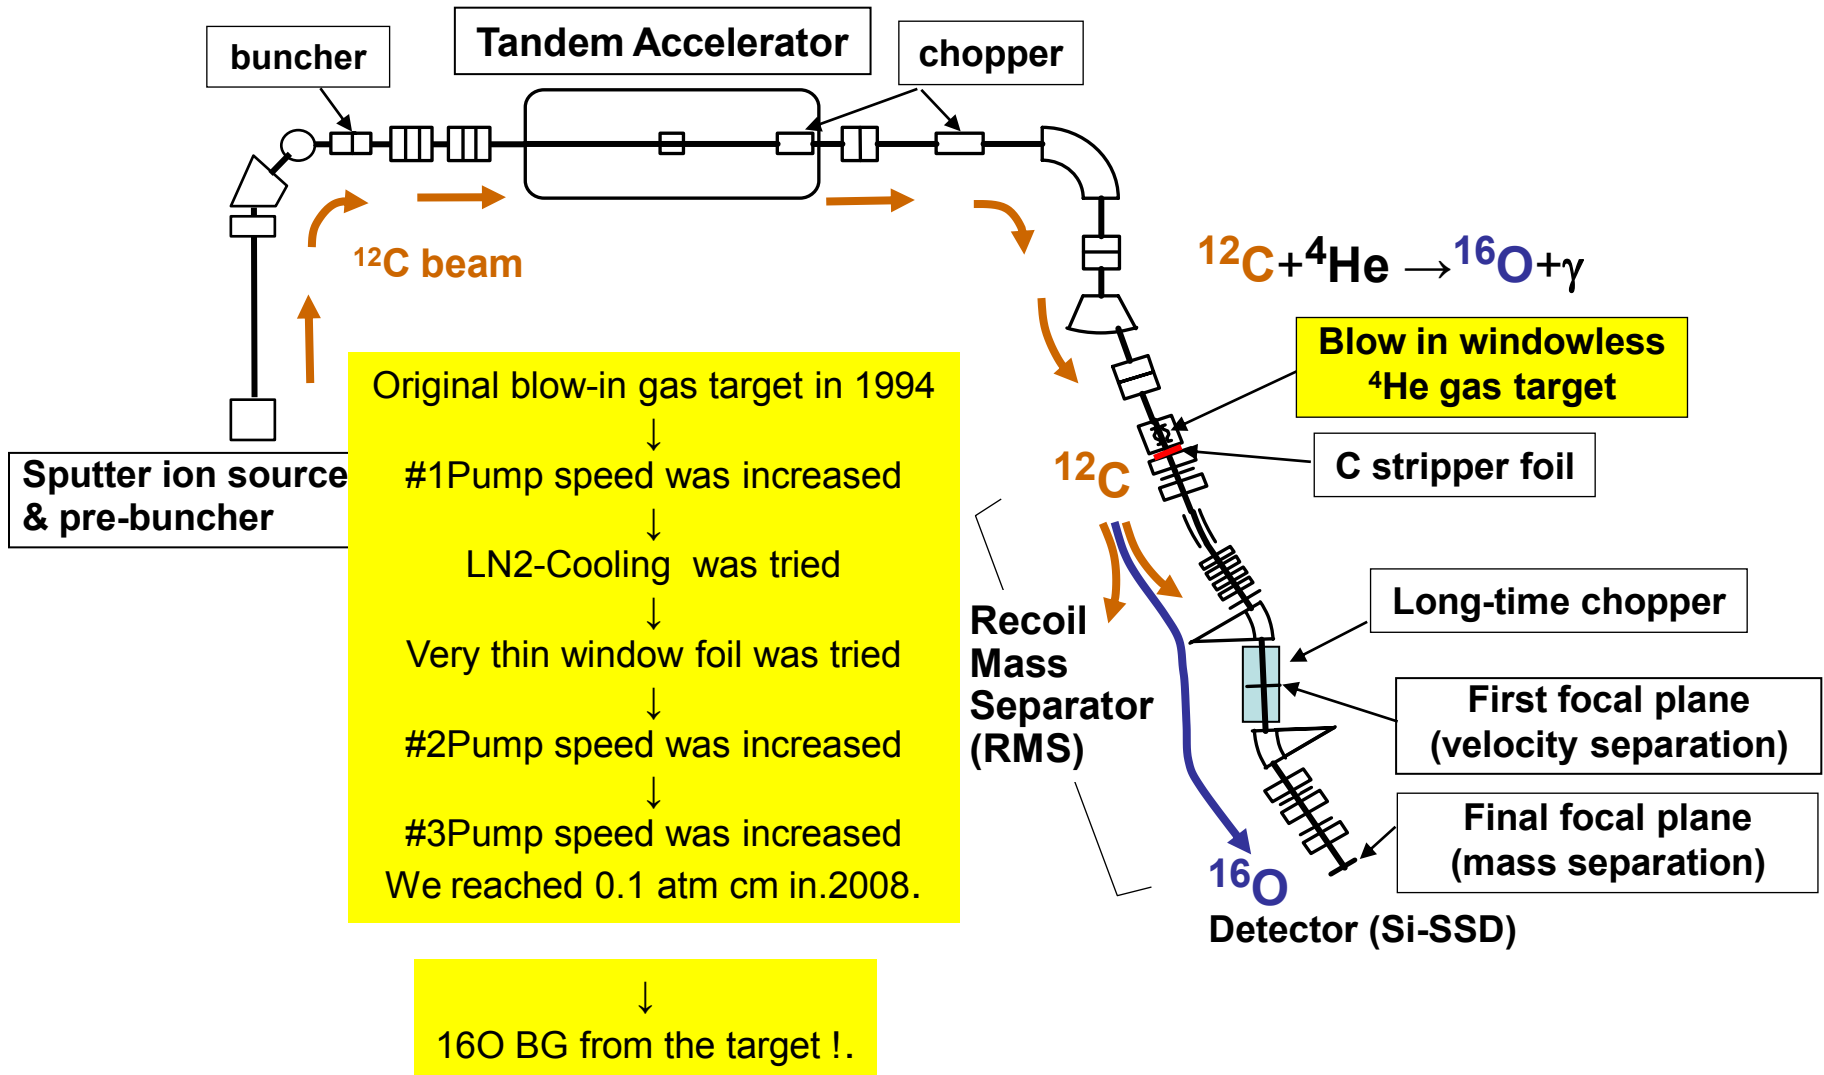 buncher
Tandem Accelerator
chopper
¹²C beam
¹²C+⁴He →¹⁶O+γ
Blow in windowless
⁴He gas target
C stripper foil
Sputter ion source
& pre-buncher
Original blow-in gas target in 1994
↓
#1Pump speed was increased
↓
LN2-Cooling was tried
↓
Very thin window foil was tried
↓
#2Pump speed was increased
↓
#3Pump speed was increased
We reached 0.1 atm cm in.2008.
↓
16O BG from the target !.
¹²C
Recoil
Mass
Separator
(RMS)
Long-time chopper
First focal plane
(velocity separation)
Final focal plane
(mass separation)
¹⁶O
Detector (Si-SSD)